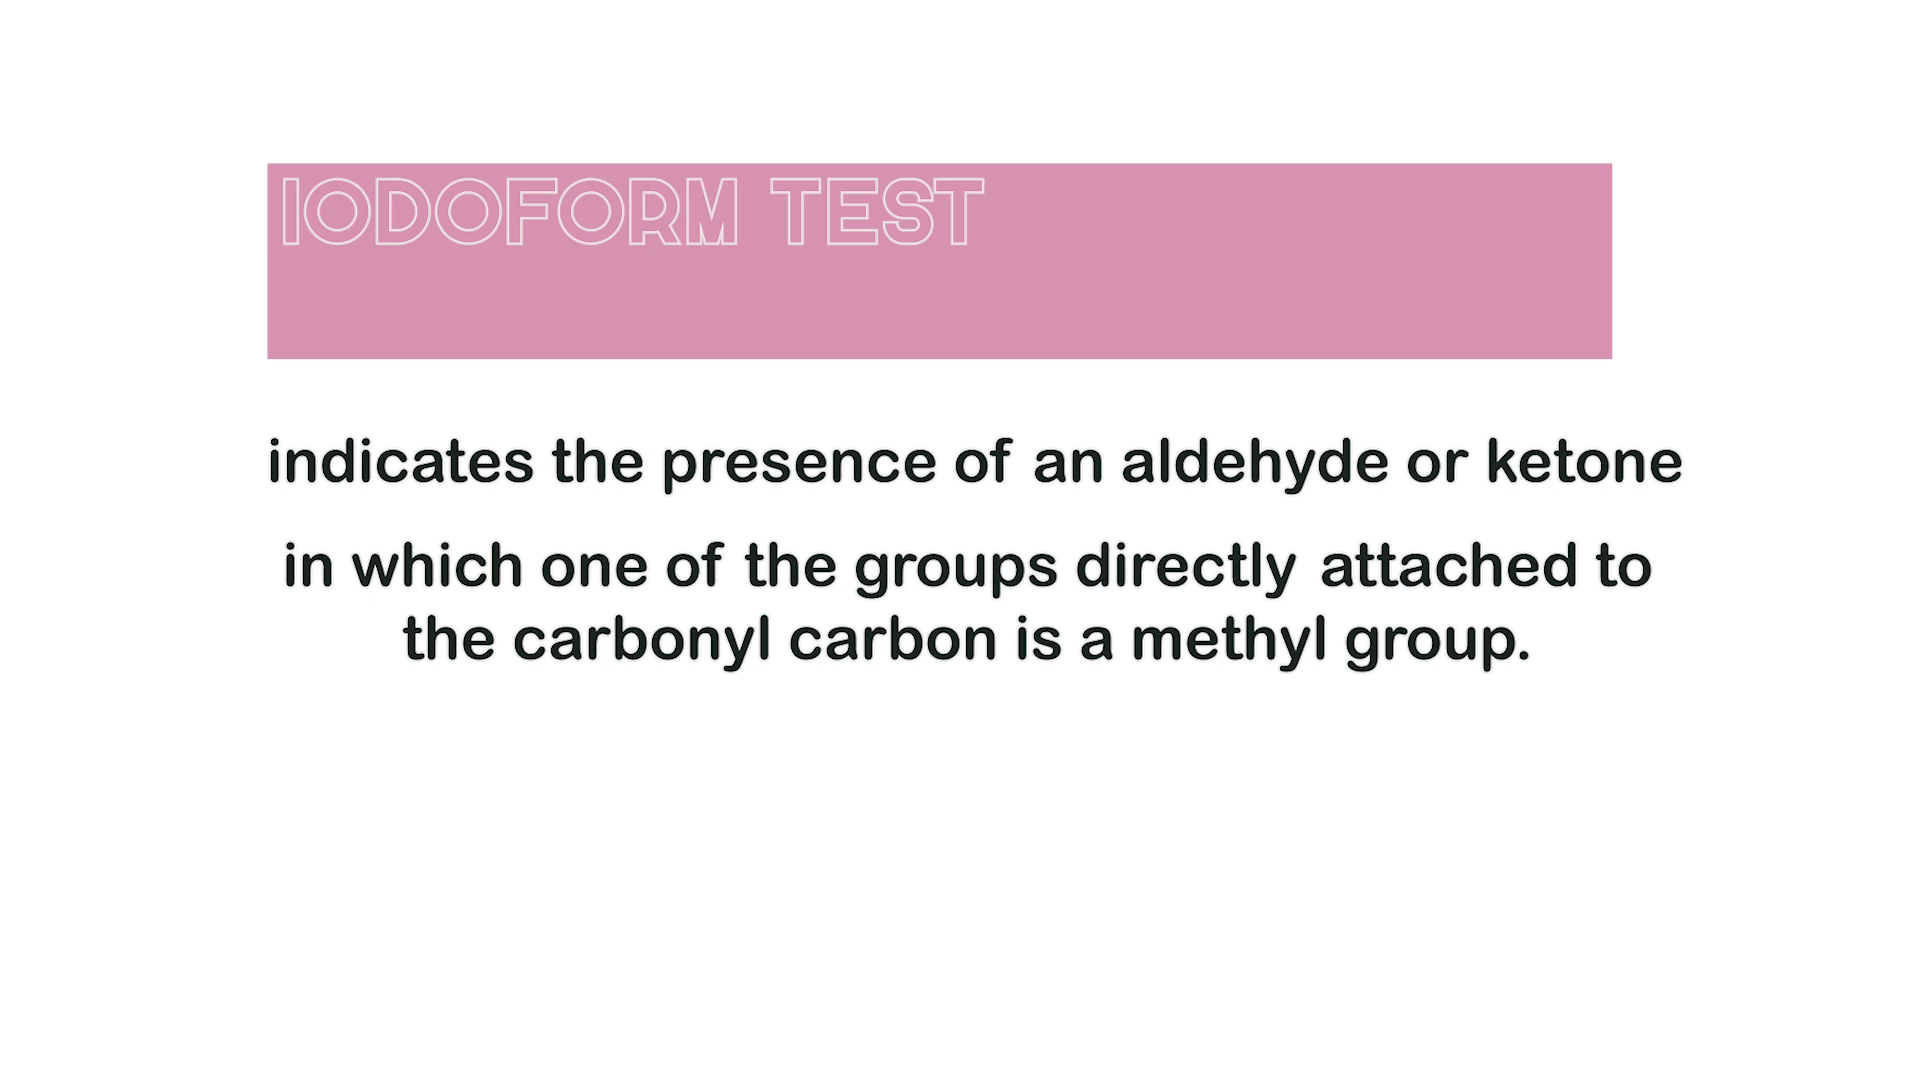 IODOFORM TEST
indicates the presence of an aldehyde or ketone
in which one of the groups directly attached to
the carbonyl carbon is a methyl group.